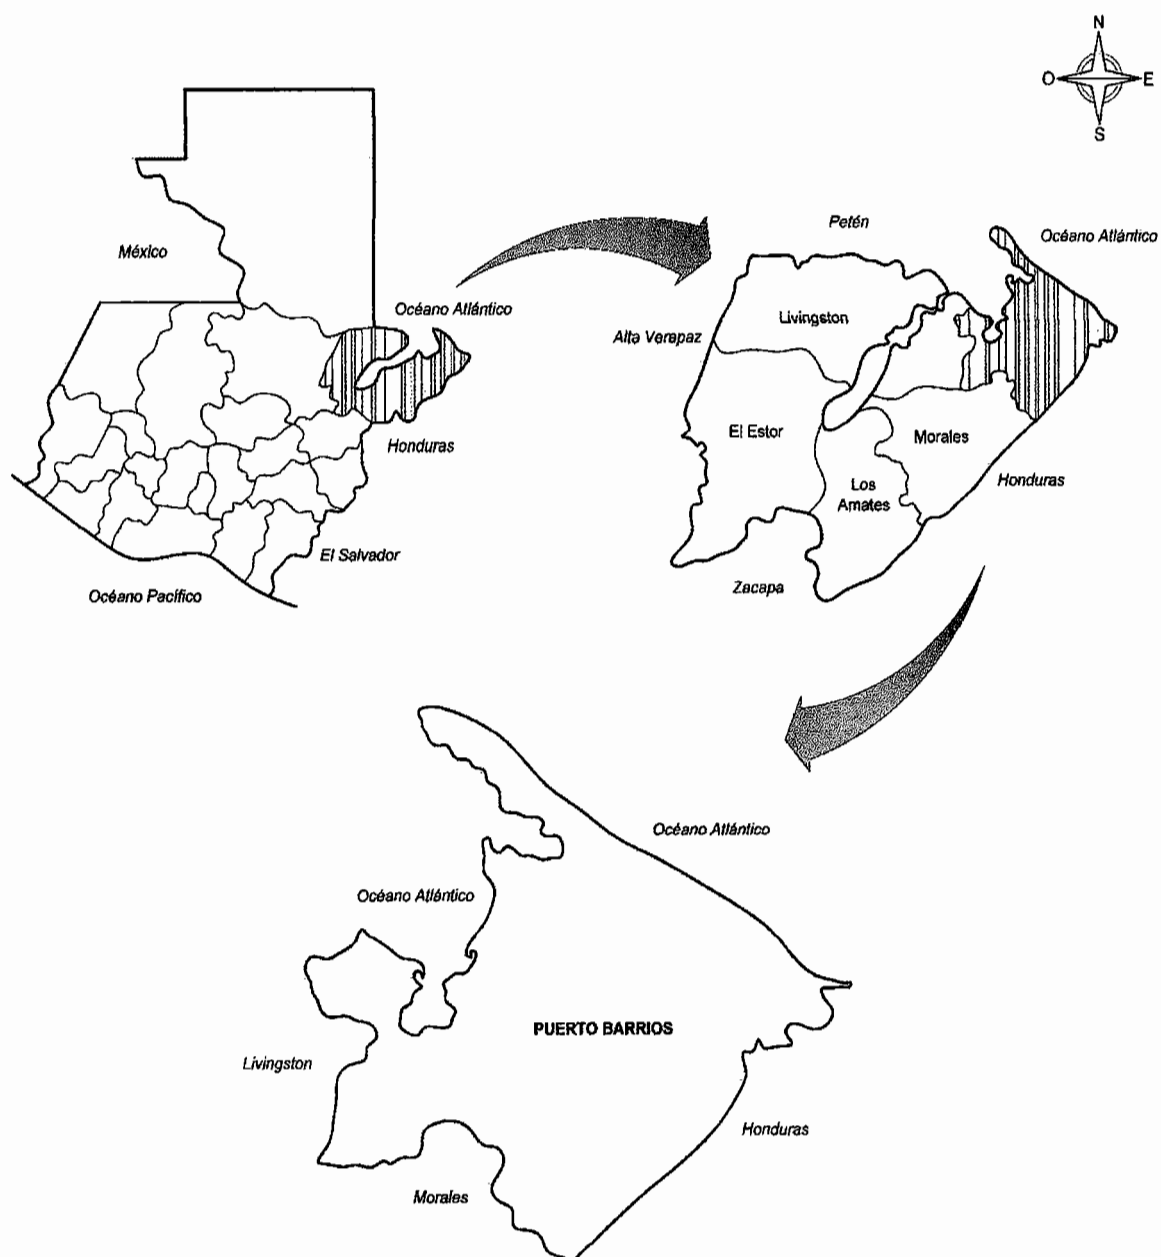 N
O
E
S
México
Océano Atlántico
Honduras
El Salvador
Océano Pacífico
Petén
Océano Atlántico
Alta Verapaz
Livingston
El Estor
Morales
Los
Amates
Honduras
Zacapa
Océano Atlántico
Océano Atlántico
PUERTO BARRIOS
Livingston
Honduras
Morales